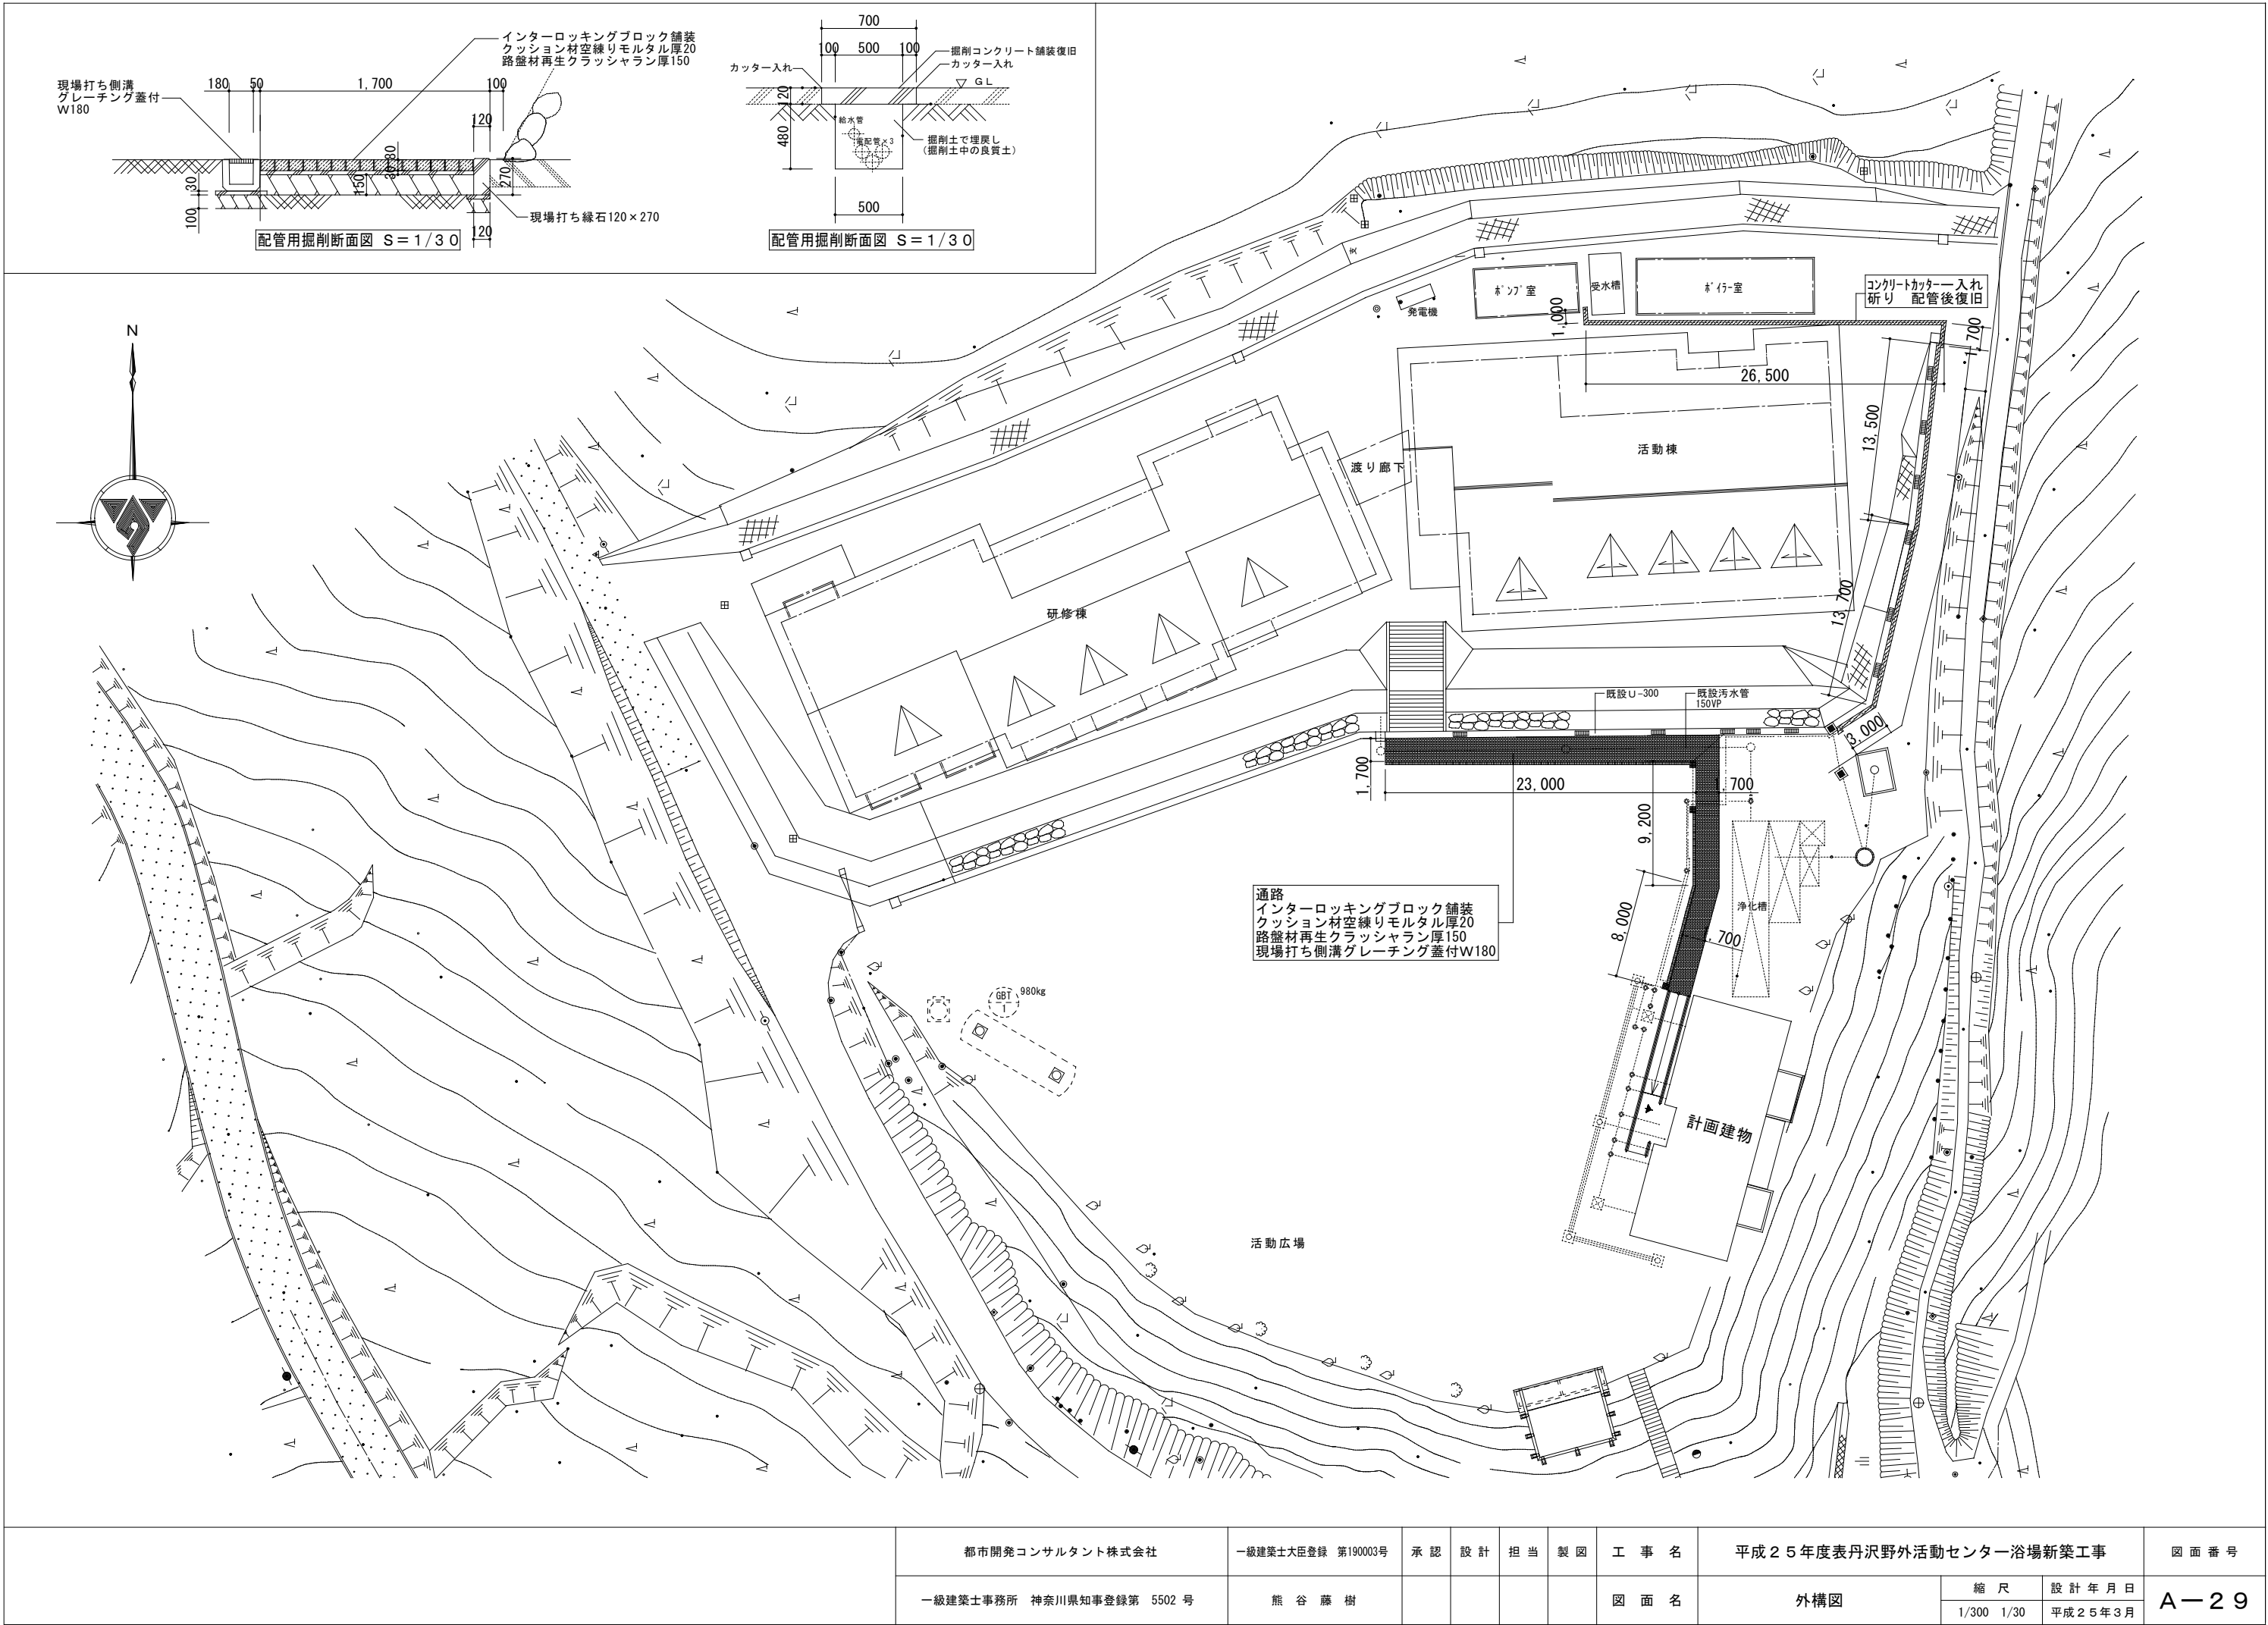 インターロッキングブロック舗装
クッション材空練りモルタル厚20
路盤材再生クラッシャラン厚150
現場打ち側溝
グレーチング蓋付
W180
180
50
1,700
100
120
80
30
150
270
30
100
現場打ち縁石120×270
120
配管用掘削断面図 S=1/30
700
100
500
100
掘削コンクリート舗装復旧
カッター入れ
カッター入れ
GL
120
480
給水管
電配管×3
掘削土で埋戻し
(掘削土中の良質土)
500
配管用掘削断面図 S=1/30
N
ポンプ室
受水槽
ボイラー室
発電機
コンクリートカッター一入れ
斫り 配管後復旧
1,000
1,700
26,500
13,500
活動棟
渡り廊下
研修棟
13,700
既設U-300
既設汚水管
150VP
3,000
1,700
23,000
1,700
9,200
通路
インターロッキングブロック舗装
クッション材空練りモルタル厚20
路盤材再生クラッシャラン厚150
現場打ち側溝グレーチング蓋付W180
8,000
1,700
浄化槽
GBT
1
980kg
計画建物
活動広場
都市開発コンサルタント株式会社
一級建築士大臣登録 第190003号
承認
設計
担当
製図
工事名
平成25年度表丹沢野外活動センター浴場新築工事
図面番号
一級建築士事務所 神奈川県知事登録第 5502 号
熊谷藤樹
図面名
外構図
縮尺
設計年月日
1/300 1/30
平成25年3月
A-29